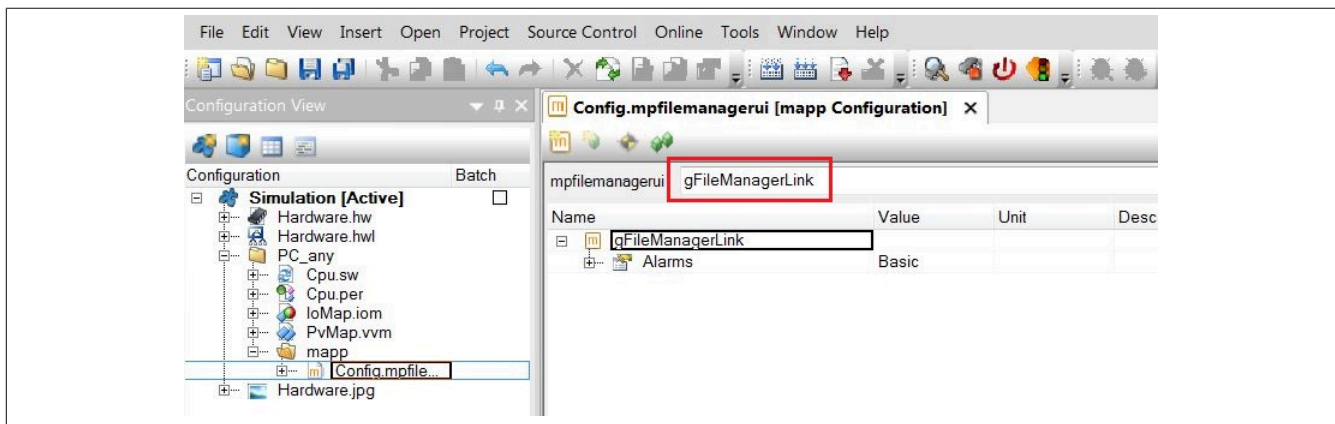 File Edit View Insert Open Project Source Control Online Tools Window Help
Configuration View
Config.mpfilemanagerui [mapp Configuration]
mpfilemanagerui gFileManagerLink
Configuration Batch
Name Value Unit Desc
Simulation [Active]
gFileManagerLink
Hardware.hw
Alarms Basic
Hardware.hwl
PC_any
Cpu.sw
Cpu.per
IoMap.iom
PvMap.vvm
mapp
Config.mpfile...
Hardware.jpg